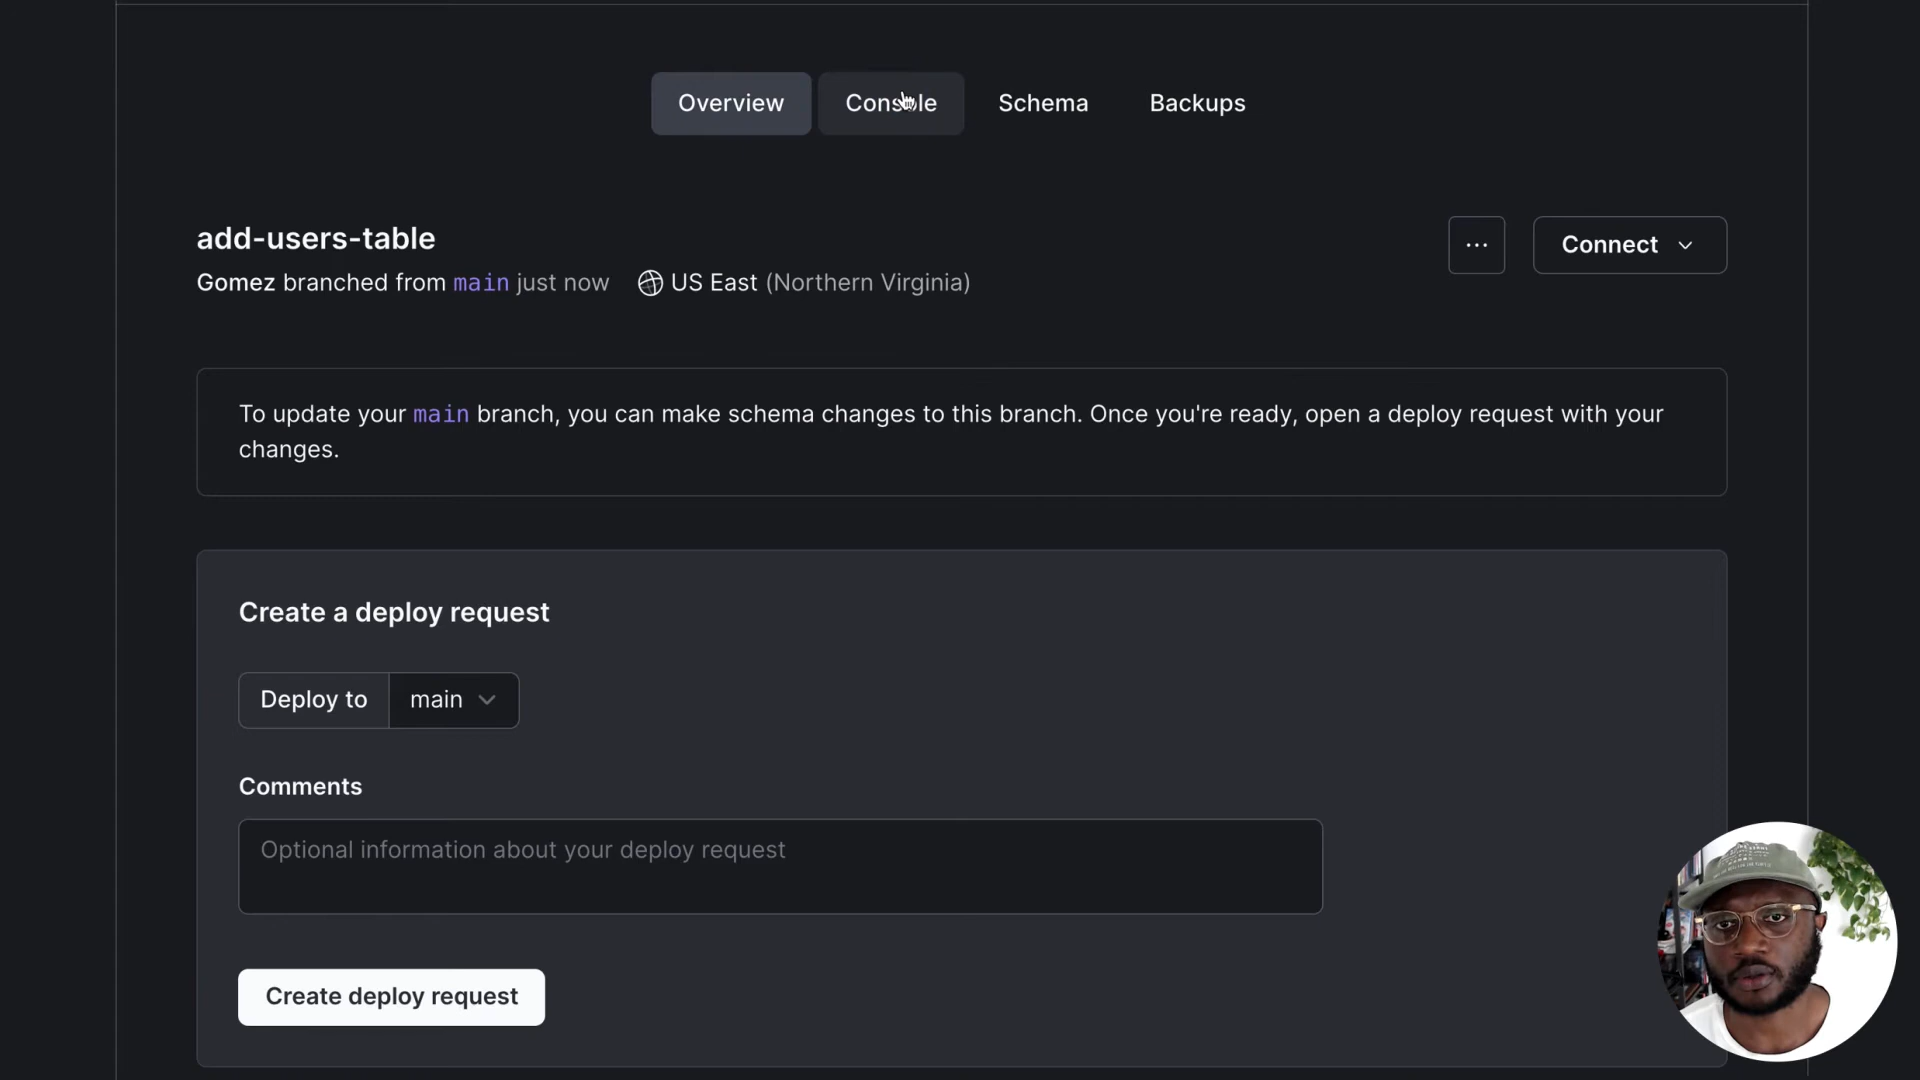 Overview Console Schema Backups
add-users-table
Gomez branched from main just now US East (Northern Virginia)
... Connect
To update your main branch, you can make schema changes to this branch. Once you're ready, open a deploy request with your
changes.
Create a deploy request
Deploy to main
Comments
Optional information about your deploy request
Create deploy request